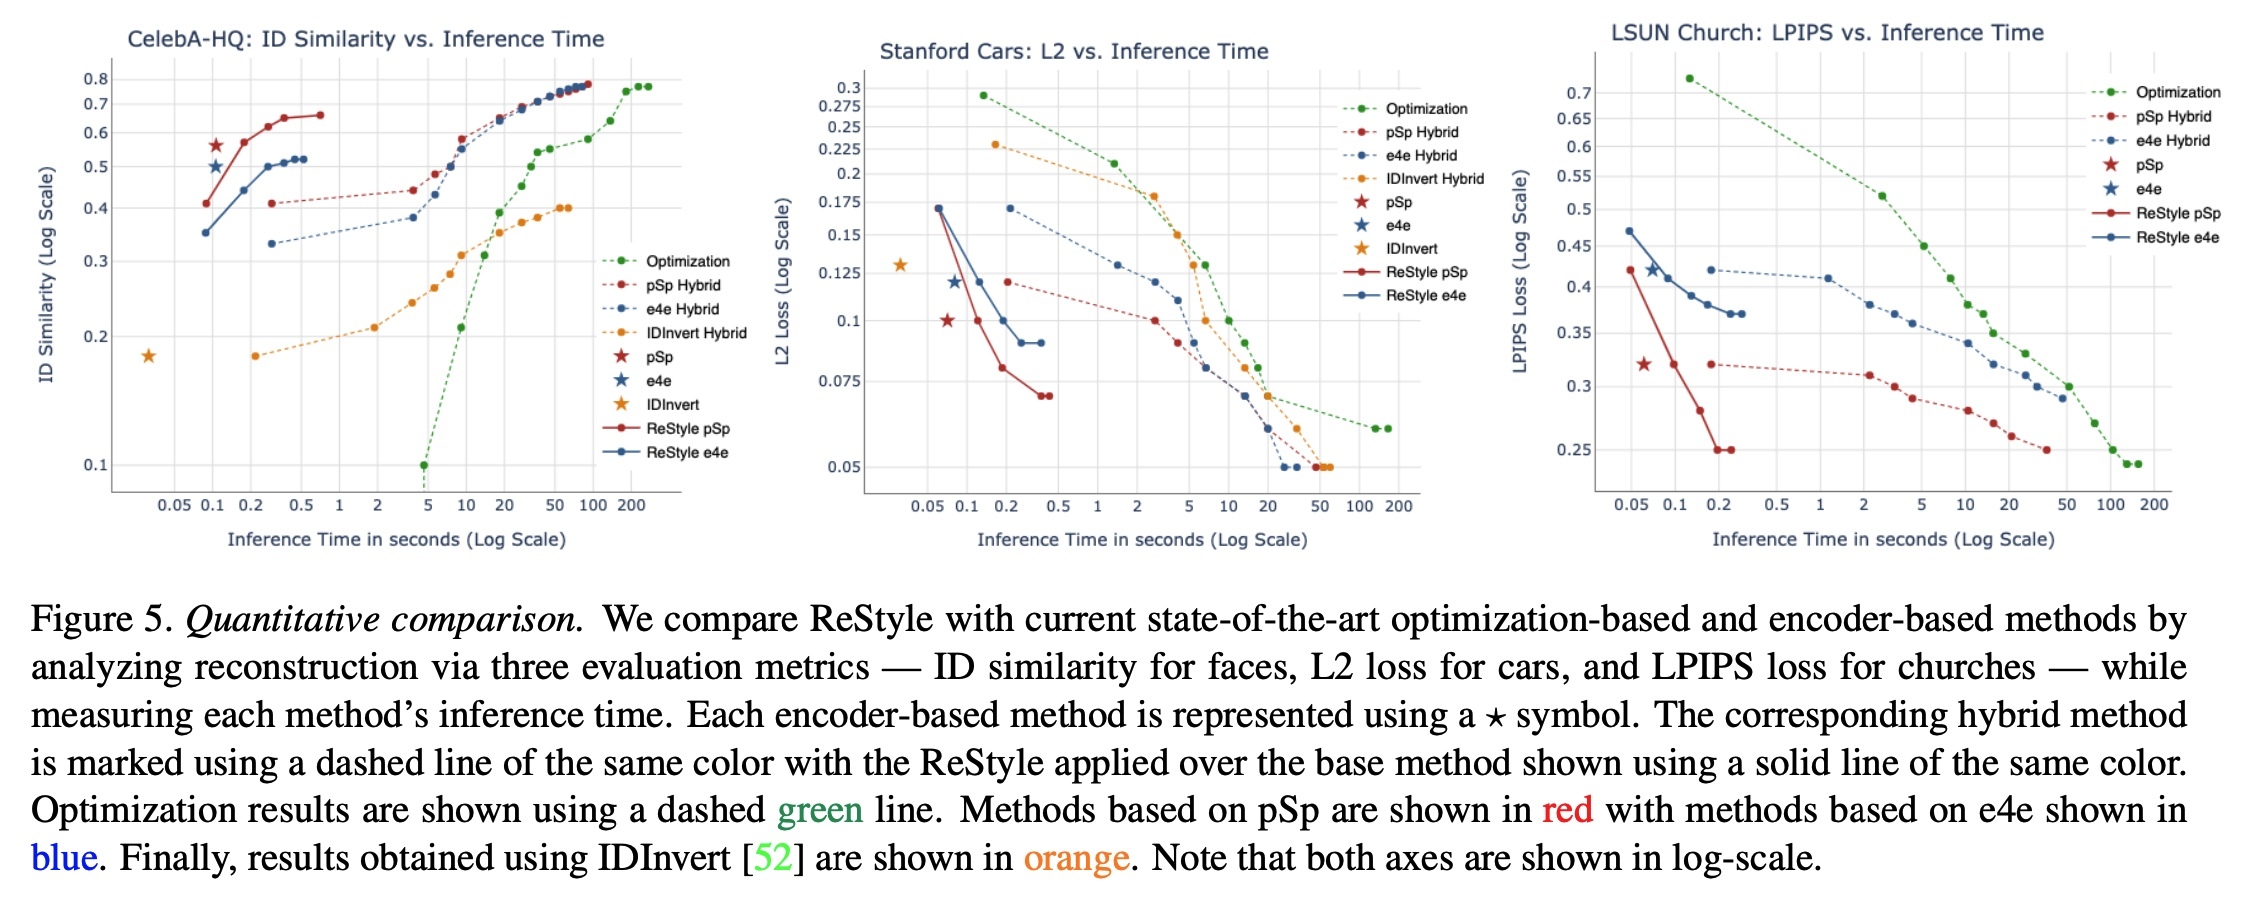 CelebA-HQ: ID Similarity vs. Inference Time
ID Similarity (Log Scale)
0.8
0.7
0.6
0.5
0.4
0.3
0.2
0.1
0.05 0.1 0.2 0.5 1 2 5 10 20 50 100 200
Inference Time in seconds (Log Scale)
Optimization
pSp Hybrid
e4e Hybrid
IDInvert Hybrid
pSp
e4e
IDInvert
ReStyle pSp
ReStyle e4e
Stanford Cars: L2 vs. Inference Time
L2 Loss (Log Scale)
0.3
0.275
0.25
0.225
0.2
0.175
0.15
0.125
0.1
0.075
0.05
0.05 0.1 0.2 0.5 1 2 5 10 20 50 100 200
Inference Time in seconds (Log Scale)
Optimization
pSp Hybrid
e4e Hybrid
IDInvert Hybrid
pSp
e4e
IDInvert
ReStyle pSp
ReStyle e4e
LSUN Church: LPIPS vs. Inference Time
LPIPS Loss (Log Scale)
0.7
0.65
0.6
0.55
0.5
0.45
0.4
0.35
0.3
0.25
0.05 0.1 0.2 0.5 1 2 5 10 20 50 100 200
Inference Time in seconds (Log Scale)
Optimization
pSp Hybrid
e4e Hybrid
pSp
e4e
ReStyle pSp
ReStyle e4e
Figure 5. Quantitative comparison. We compare ReStyle with current state-of-the-art optimization-based and encoder-based methods by
analyzing reconstruction via three evaluation metrics — ID similarity for faces, L2 loss for cars, and LPIPS loss for churches — while
measuring each method's inference time. Each encoder-based method is represented using a ⋆ symbol. The corresponding hybrid method
is marked using a dashed line of the same color with the ReStyle applied over the base method shown using a solid line of the same color.
Optimization results are shown using a dashed green line. Methods based on pSp are shown in red with methods based on e4e shown in
blue. Finally, results obtained using IDInvert [52] are shown in orange. Note that both axes are shown in log-scale.